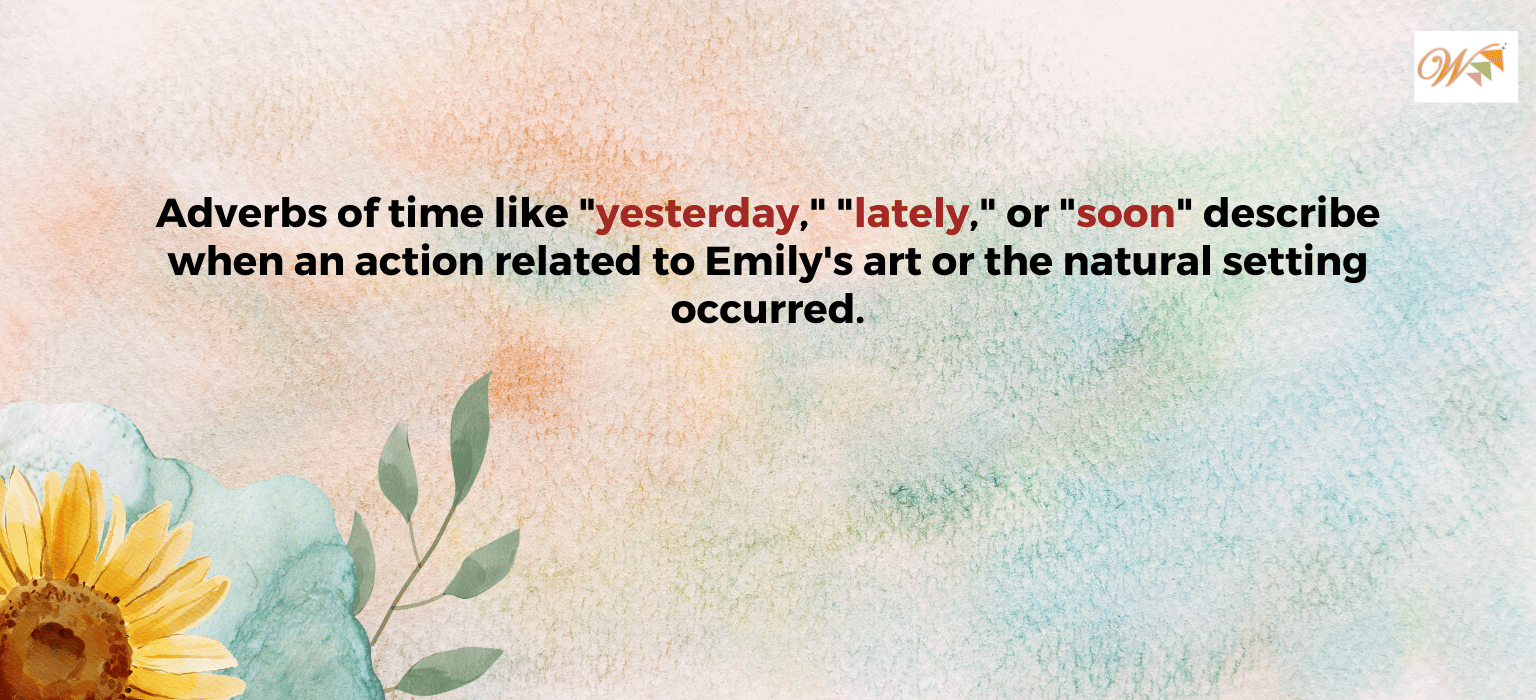 W
Adverbs of time like "yesterday," "lately," or "soon" describe
when an action related to Emily's art or the natural setting
occurred.